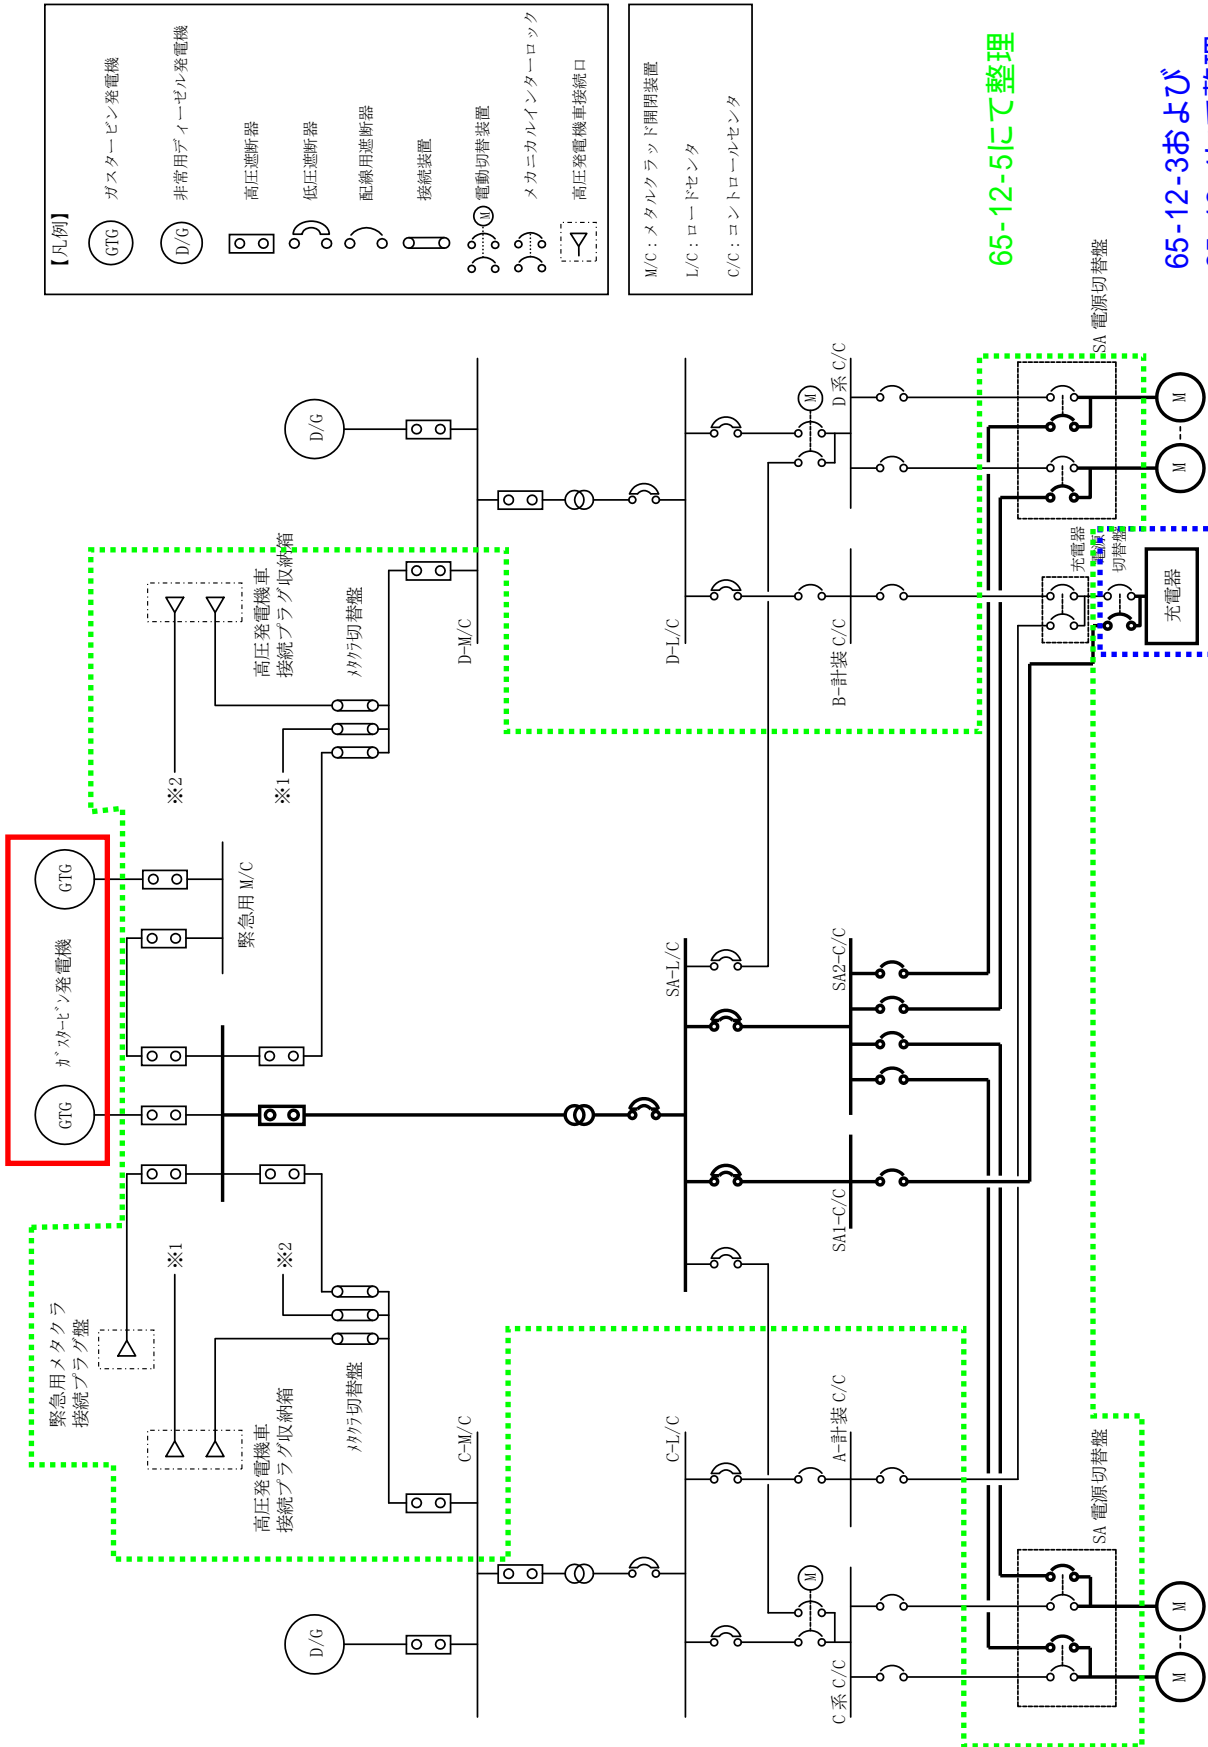 【凡例】
GTG ガスタービン発電機
D/G 非常用ディーゼル発電機
高圧遮断器
低圧遮断器
配線用遮断器
接続装置
M 電動切替装置
メカニカルインターロック
高圧発電機車接続口
M/C：メタルクラッド開閉装置
L/C：ロードセンタ
C/C：コントロールセンタ
65-12-5にて整理
65-12-3および
GTG
ｶﾞｽﾀｰﾋﾞﾝ発電機
GTG
緊急用 M/C
緊急用メタクラ
接続プラグ盤
※1
※2
高圧発電機車
接続プラグ収納箱
ﾒﾀｸﾗ切替盤
※2
※1
高圧発電機車
接続プラグ収納箱
ﾒﾀｸﾗ切替盤
D/G
D/G
C-M/C
D-M/C
C-L/C
SA-L/C
D-L/C
C 系 C/C
M
A-計装 C/C
SA1-C/C
SA2-C/C
B-計装 C/C
M
D 系 C/C
SA 電源切替盤
SA 電源切替盤
充電器
電源
切替盤
充電器
M
M
M
M